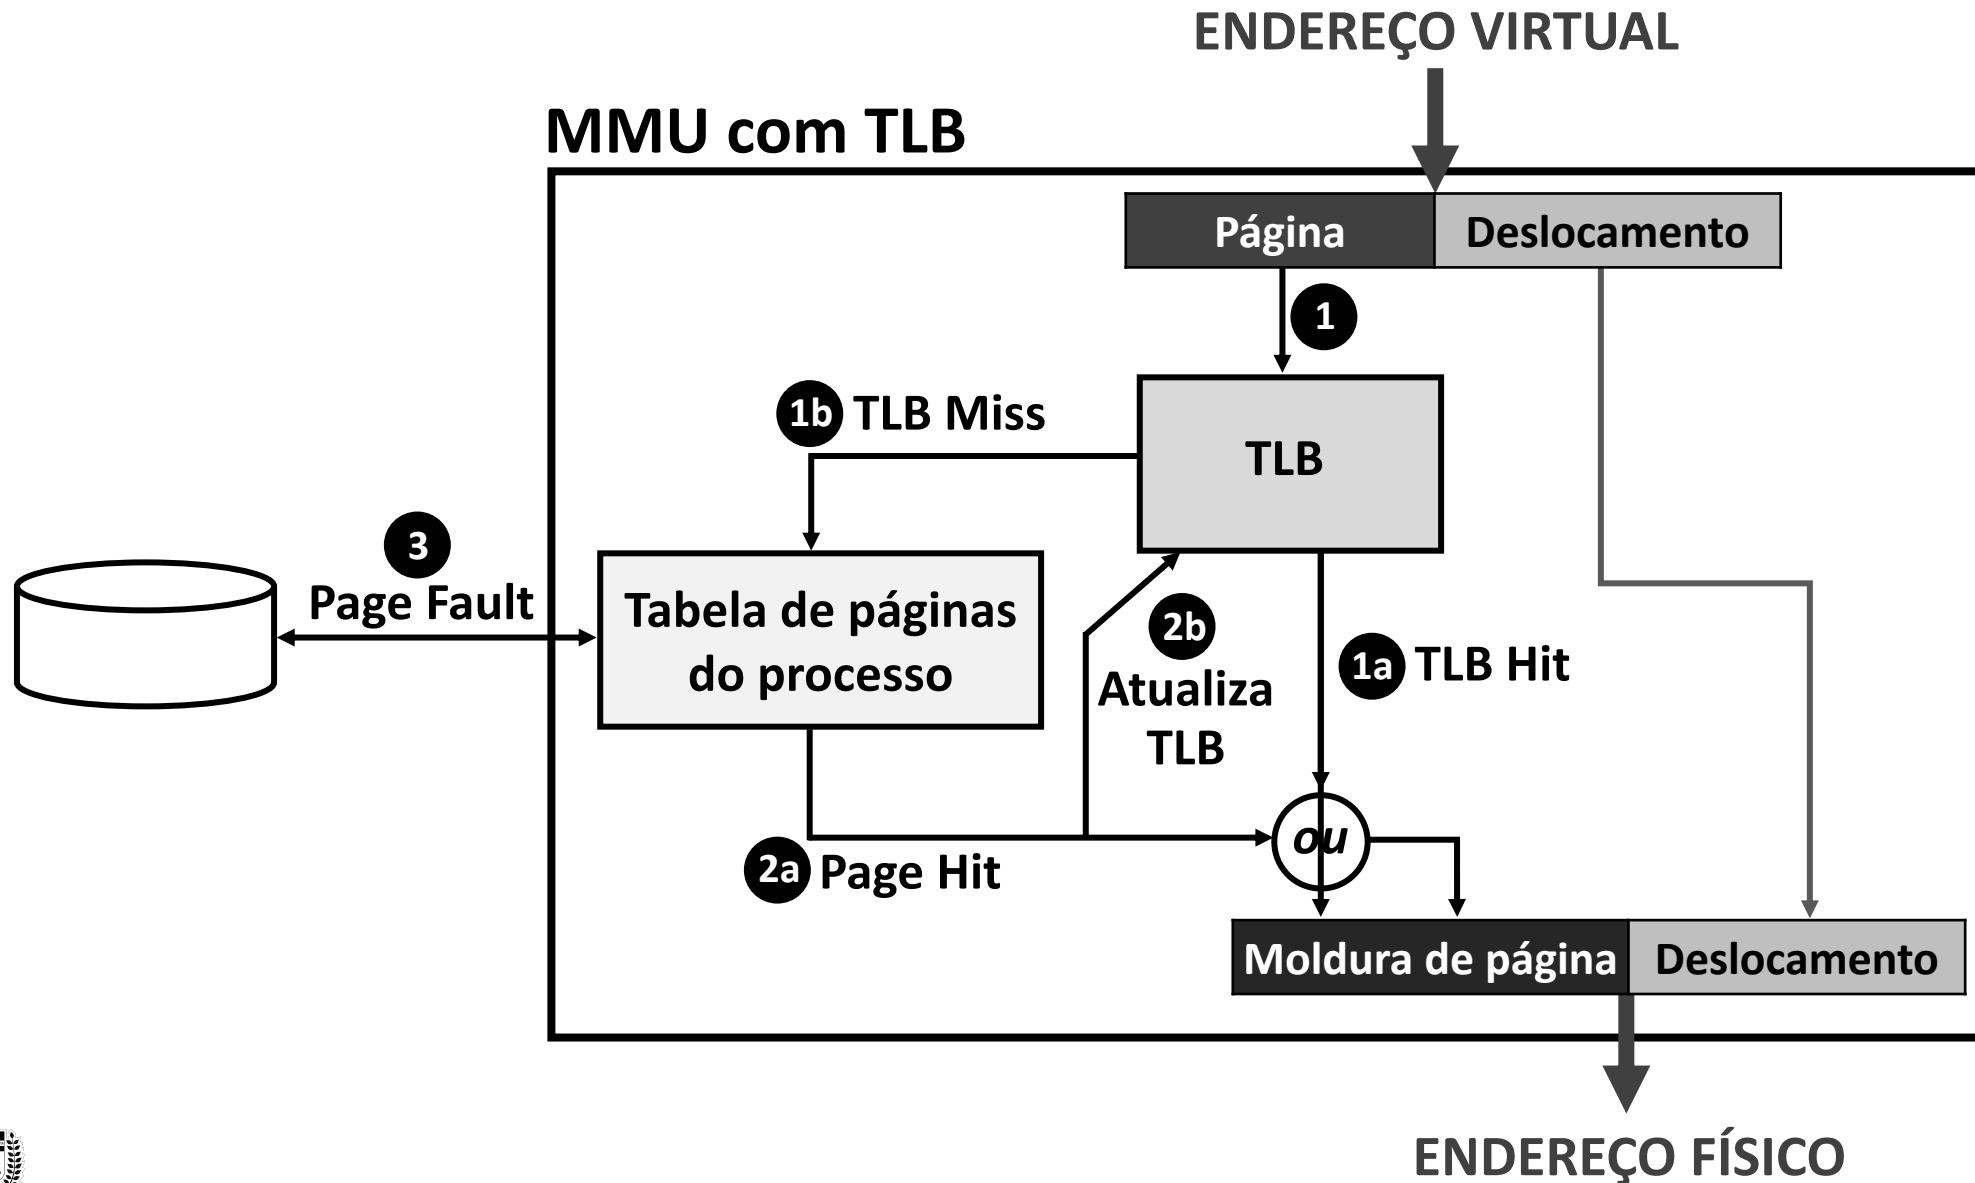 ENDEREÇO VIRTUAL
MMU com TLB
Página
Deslocamento
1
1b TLB Miss
TLB
3
Page Fault
Tabela de páginas
do processo
2b
Atualiza
TLB
1a TLB Hit
ou
2a Page Hit
Moldura de página
Deslocamento
ENDEREÇO FÍSICO